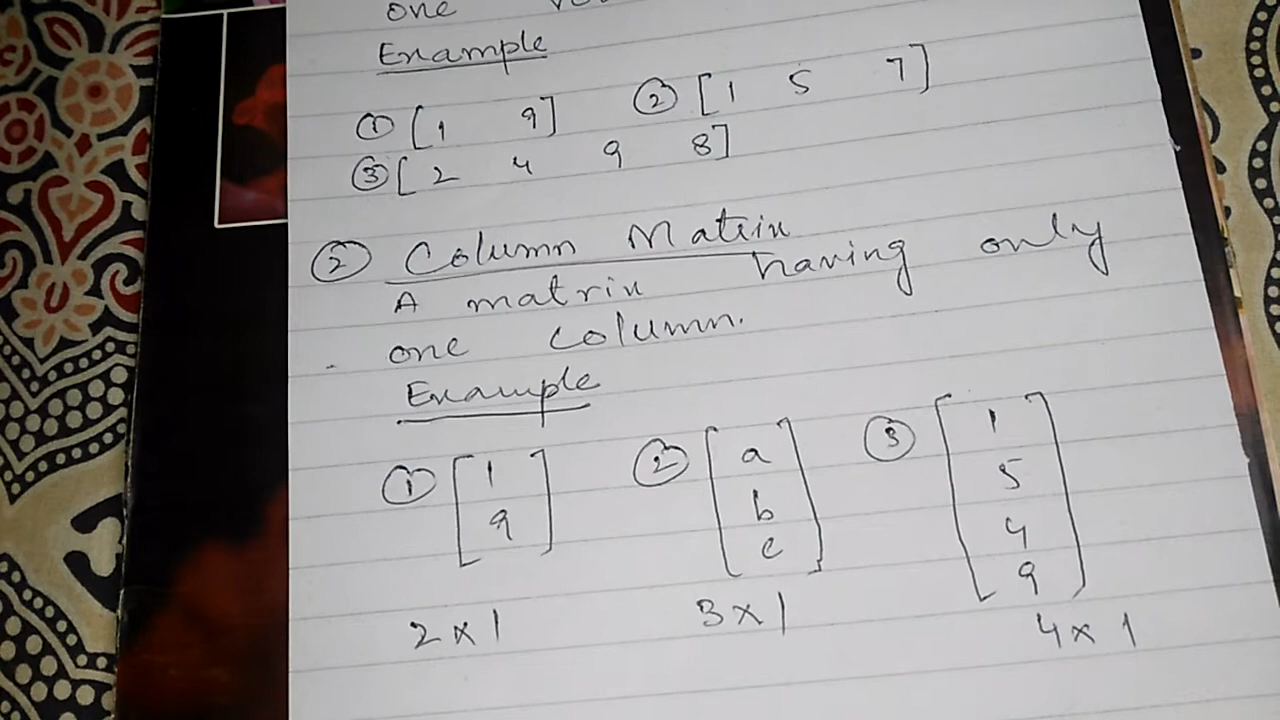 one
Example
① [1 9] ② [1 5 7]
③ [2 4 9 8]
② Column Matrix
A matrix having only
one column.
Example
① [1 9] ② [a b c] ③ [1 5 4 9]
2 x 1 3 x 1 4 x 1